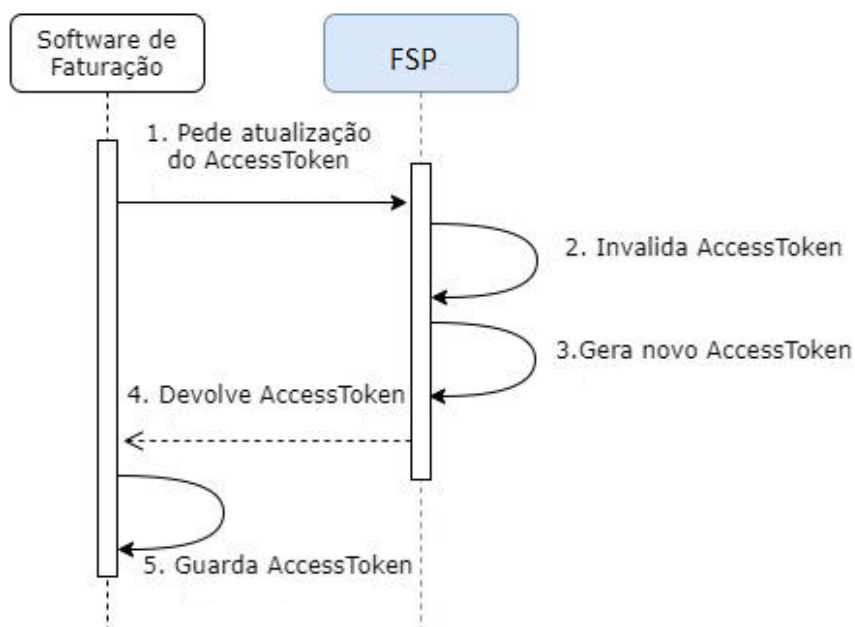 Software de
Faturação
FSP
1. Pede atualização
do AccessToken
2. Invalida AccessToken
3.Gera novo AccessToken
4. Devolve AccessToken
5. Guarda AccessToken